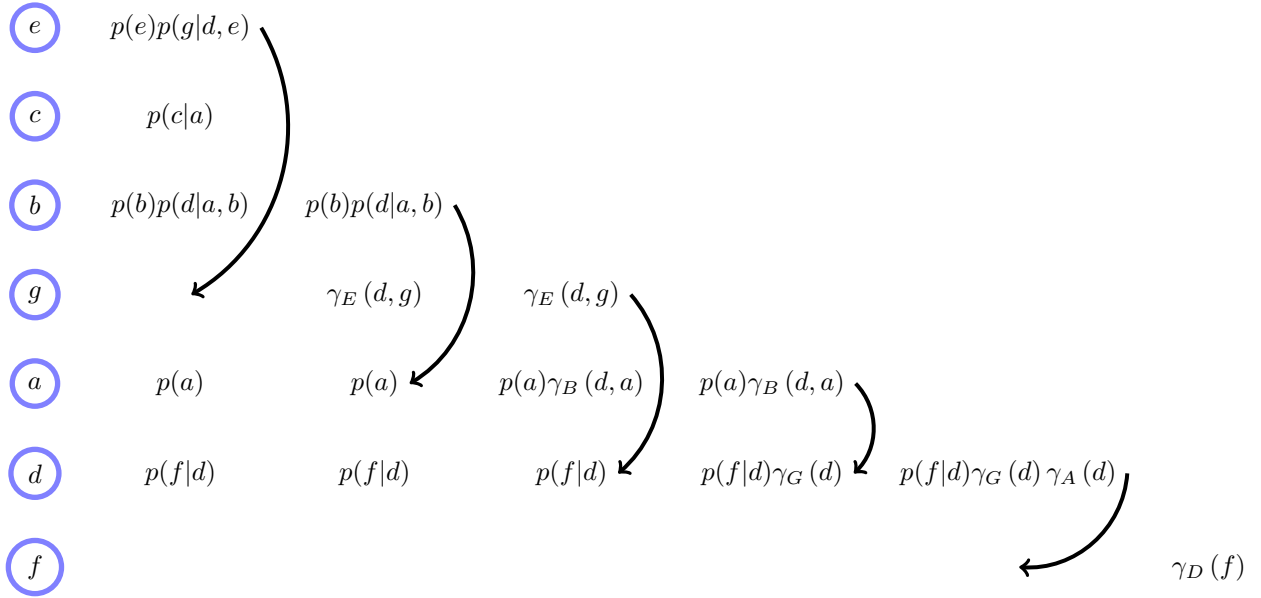 e p(e)p(g|d, e)
c p(c|a)
b p(b)p(d|a, b) p(b)p(d|a, b)
g γ_E (d, g) γ_E (d, g)
a p(a) p(a) p(a)γ_B (d, a) p(a)γ_B (d, a)
d p(f|d) p(f|d) p(f|d) p(f|d)γ_G (d) p(f|d)γ_G (d) γ_A (d)
f γ_D (f)